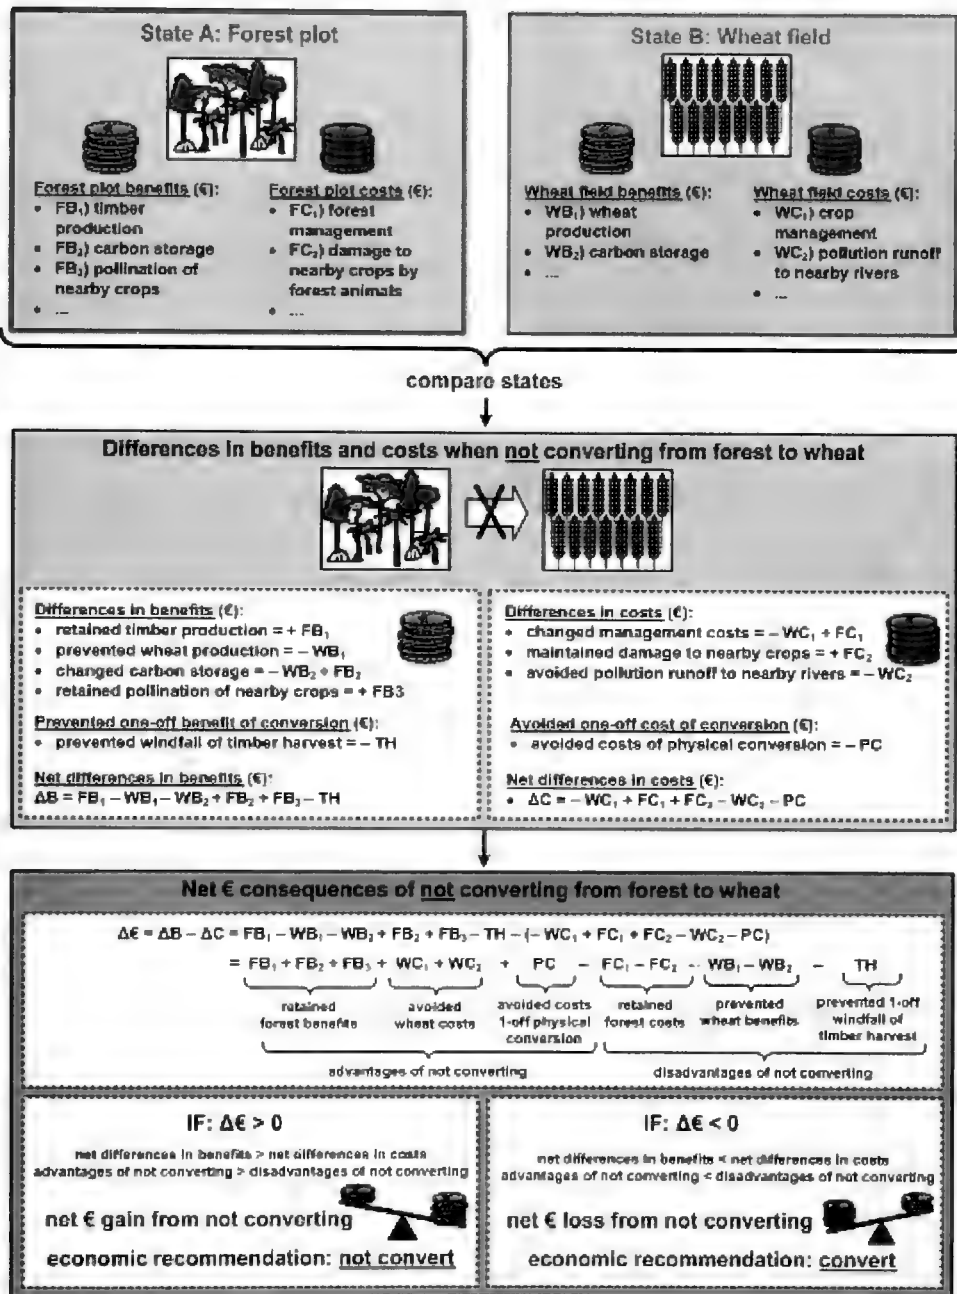 State A: Forest plot
Forest plot benefits (€):
• FB₁) timber
production
• FB₂) carbon storage
• FB₃) pollination of
nearby crops
• ...
Forest plot costs (€):
• FC₁) forest
management
• FC₂) damage to
nearby crops by
forest animals
• ...
State B: Wheat field
Wheat field benefits (€):
• WB₁) wheat
production
• WB₂) carbon storage
• ...
Wheat field costs (€):
• WC₁) crop
management
• WC₂) pollution runoff
to nearby rivers
• ...
compare states
Differences in benefits and costs when not converting from forest to wheat
Differences in benefits (€):
• retained timber production = + FB₁
• prevented wheat production = – WB₁
• changed carbon storage = – WB₂ + FB₂
• retained pollination of nearby crops = + FB3
Prevented one-off benefit of conversion (€):
• prevented windfall of timber harvest = – TH
Net differences in benefits (€):
ΔB = FB₁ – WB₁ – WB₂ + FB₂ + FB₃ – TH
Differences in costs (€):
• changed management costs = – WC₁ + FC₁
• maintained damage to nearby crops = + FC₂
• avoided pollution runoff to nearby rivers = – WC₂
Avoided one-off cost of conversion (€):
• avoided costs of physical conversion = – PC
Net differences in costs (€):
• ΔC = – WC₁ + FC₁ + FC₂ – WC₂ – PC
Net € consequences of not converting from forest to wheat
Δ€ = ΔB – ΔC = FB₁ – WB₁ – WB₂ + FB₂ + FB₃ – TH – (– WC₁ + FC₁ + FC₂ – WC₂ – PC)
= FB₁ + FB₂ + FB₃ + WC₁ + WC₂ + PC – FC₁ – FC₂ – WB₁ – WB₂ – TH
retained
forest benefits
avoided
wheat costs
avoided costs
1-off physical
conversion
retained
forest costs
prevented
wheat benefits
prevented 1-off
windfall of
timber harvest
advantages of not converting
disadvantages of not converting
IF: Δ€ > 0
net differences in benefits > net differences in costs
advantages of not converting > disadvantages of not converting
net € gain from not converting
economic recommendation: not convert
IF: Δ€ < 0
net differences in benefits < net differences in costs
advantages of not converting < disadvantages of not converting
net € loss from not converting
economic recommendation: convert